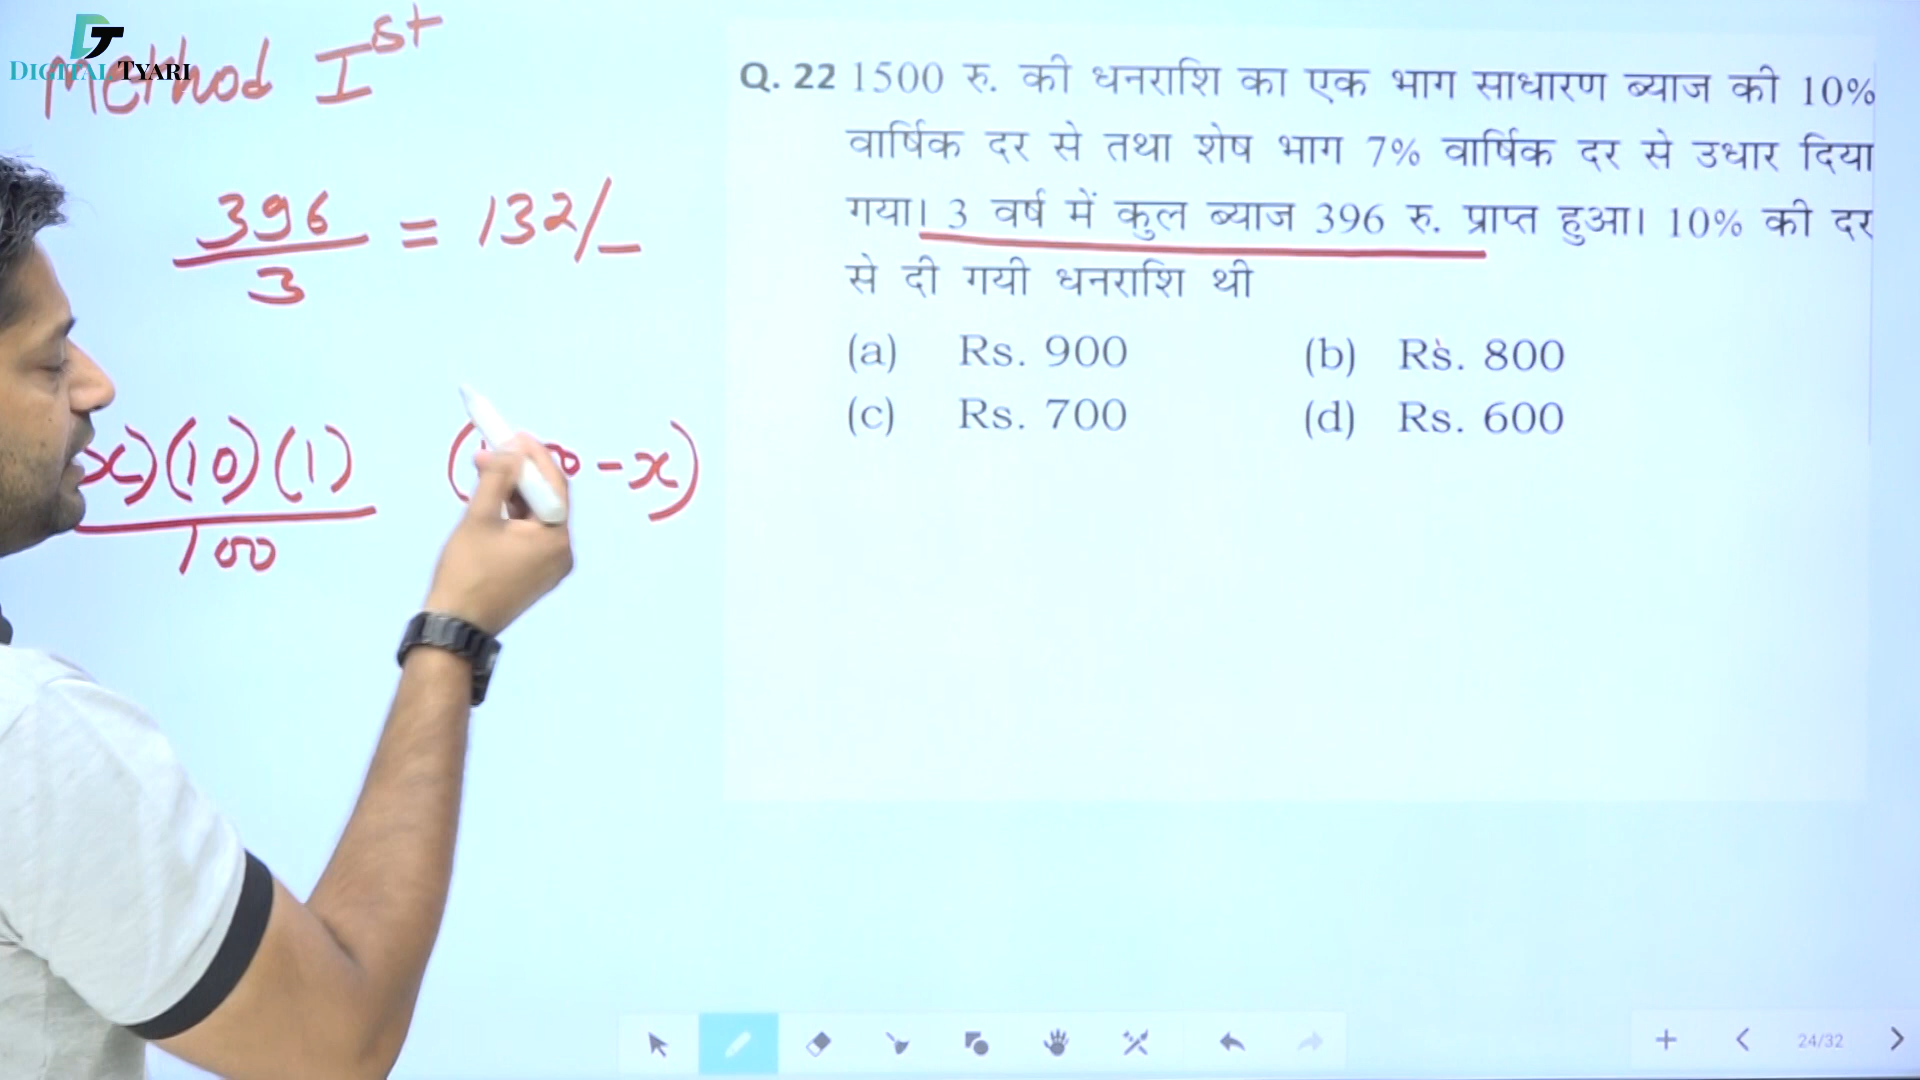 DIGITAL TYARI
Method Ist
396 = 132/-
3
x)(10)(1)
100
( - x)
Q. 22 1500 रु. की धनराशि का एक भाग साधारण ब्याज की 10%
वार्षिक दर से तथा शेष भाग 7% वार्षिक दर से उधार दिया
गया। 3 वर्ष में कुल ब्याज 396 रु. प्राप्त हुआ। 10% की दर
से दी गयी धनराशि थी
(a) Rs. 900 (b) Rs. 800
(c) Rs. 700 (d) Rs. 600
24/32